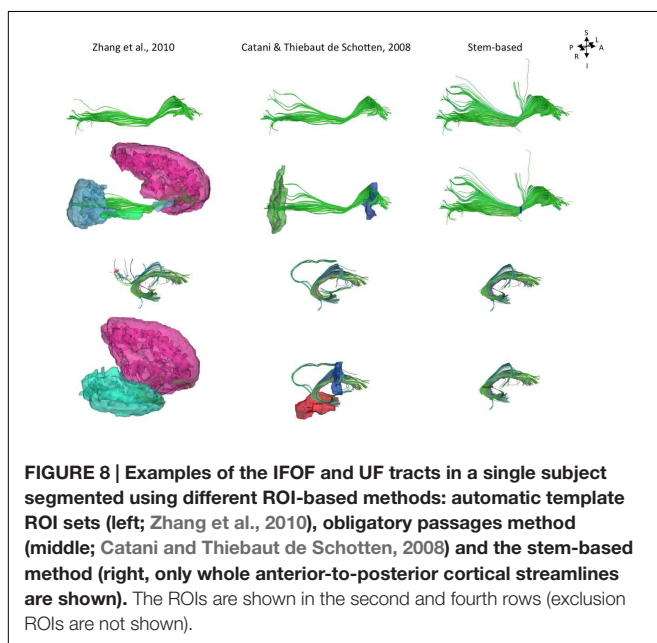 Zhang et al., 2010
Catani & Thiebaut de Schotten, 2008
Stem-based
S
L
P
A
R
I
FIGURE 8 | Examples of the IFOF and UF tracts in a single subject
segmented using different ROI-based methods: automatic template
ROI sets (left; Zhang et al., 2010), obligatory passages method
(middle; Catani and Thiebaut de Schotten, 2008) and the stem-based
method (right, only whole anterior-to-posterior cortical streamlines
are shown). The ROIs are shown in the second and fourth rows (exclusion
ROIs are not shown).